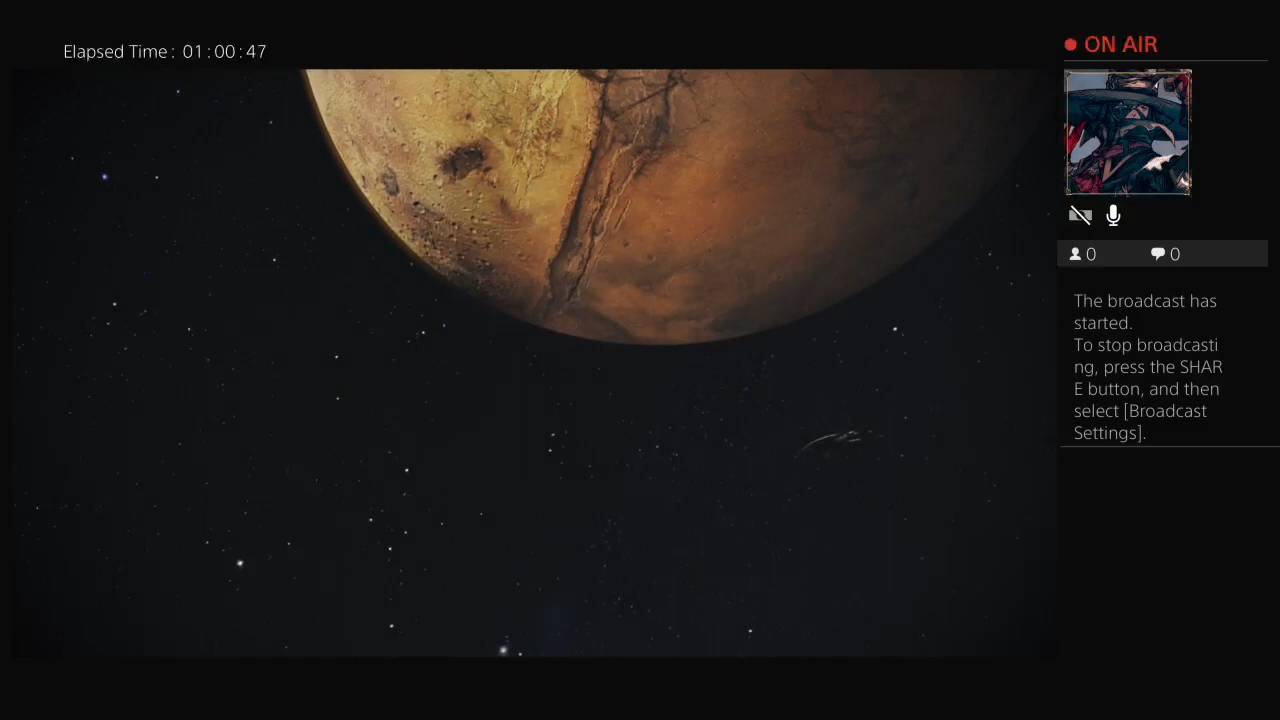 Elapsed Time: 01:00:47
ON AIR
0 0
The broadcast has
started.
To stop broadcasti
ng, press the SHAR
E button, and then
select [Broadcast
Settings].